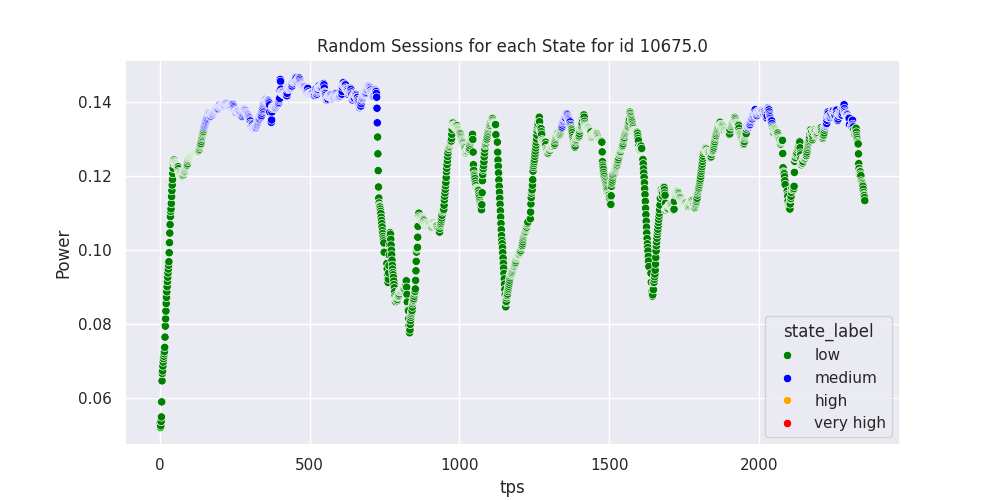 Random Sessions for each State for id 10675.0
Power
0.14
0.12
0.10
0.08
0.06
0
500
1000
1500
2000
tps
state_label
low
medium
high
very high